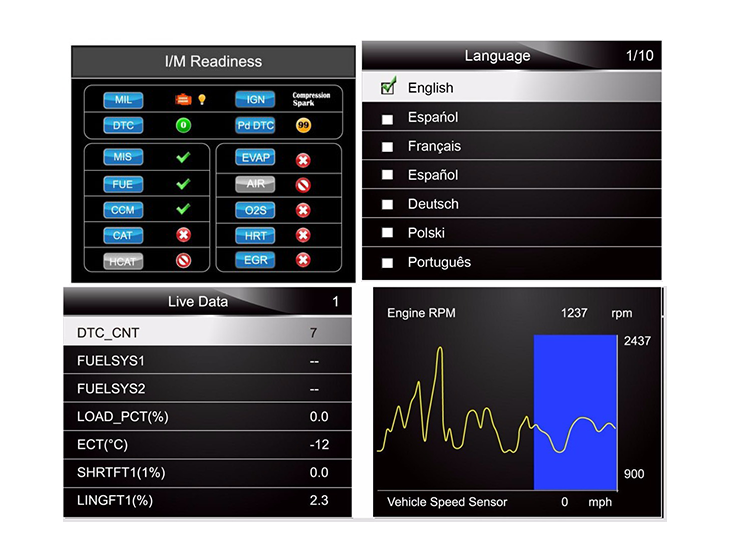 I/M Readiness
MIL
IGN
Compression
Spark
DTC
0
Pd DTC
99
MIS
EVAP
FUE
AIR
CCM
O2S
CAT
HRT
HCAT
EGR
Language 1/10
English
Espańol
Français
Español
Deutsch
Polski
Português
Live Data 1
DTC_CNT 7
FUELSYS1 --
FUELSYS2 --
LOAD_PCT(%) 0.0
ECT(°C) -12
SHRTFT1(1%) 0.0
LINGFT1(%) 2.3
Engine RPM 1237 rpm
2437
900
Vehicle Speed Sensor 0 mph